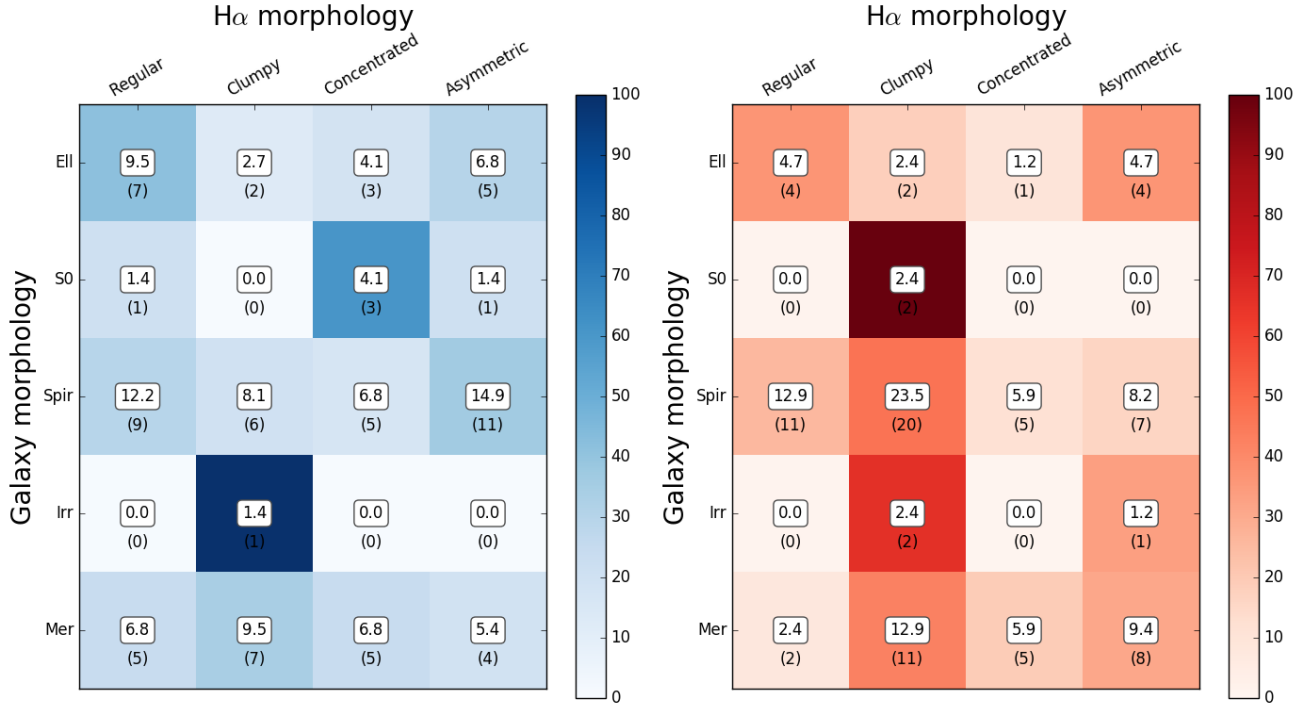 Hα morphology
Regular Clumpy Concentrated Asymmetric
Galaxy morphology
Ell 9.5 2.7 4.1 6.8
(7) (2) (3) (5)
S0 1.4 0.0 4.1 1.4
(1) (0) (3) (1)
Spir 12.2 8.1 6.8 14.9
(9) (6) (5) (11)
Irr 0.0 1.4 0.0 0.0
(0) (1) (0) (0)
Mer 6.8 9.5 6.8 5.4
(5) (7) (5) (4)
100
90
80
70
60
50
40
30
20
10
0
Hα morphology
Regular Clumpy Concentrated Asymmetric
Galaxy morphology
Ell 4.7 2.4 1.2 4.7
(4) (2) (1) (4)
S0 0.0 2.4 0.0 0.0
(0) (2) (0) (0)
Spir 12.9 23.5 5.9 8.2
(11) (20) (5) (7)
Irr 0.0 2.4 0.0 1.2
(0) (2) (0) (1)
Mer 2.4 12.9 5.9 9.4
(2) (11) (5) (8)
100
90
80
70
60
50
40
30
20
10
0